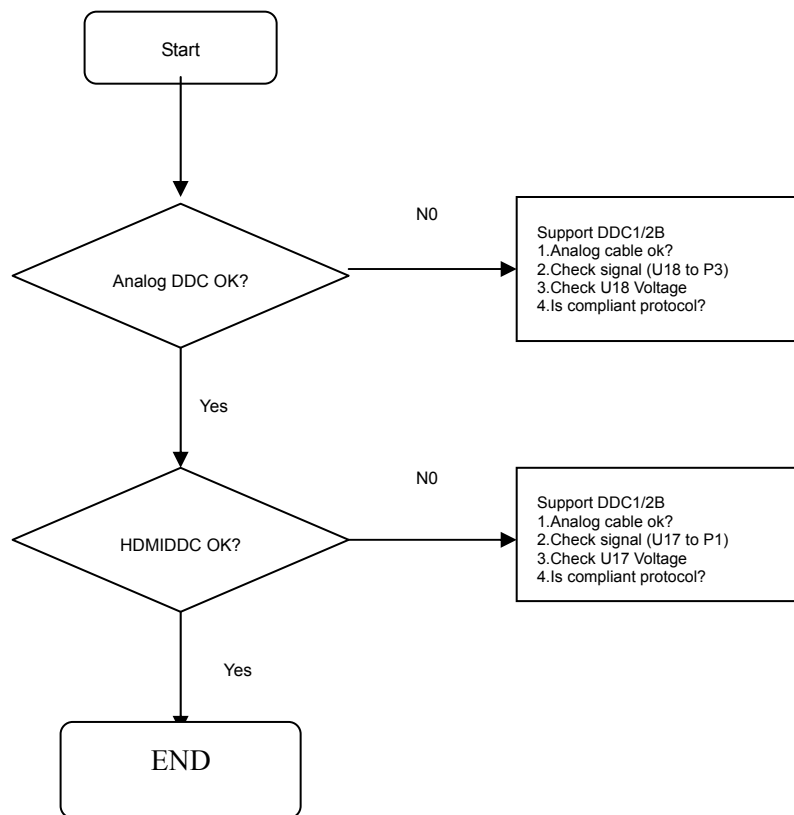 Start
Analog DDC OK?
N0
Support DDC1/2B
1.Analog cable ok?
2.Check signal (U18 to P3)
3.Check U18 Voltage
4.Is compliant protocol?
Yes
HDMIDDC OK?
N0
Support DDC1/2B
1.Analog cable ok?
2.Check signal (U17 to P1)
3.Check U17 Voltage
4.Is compliant protocol?
Yes
END